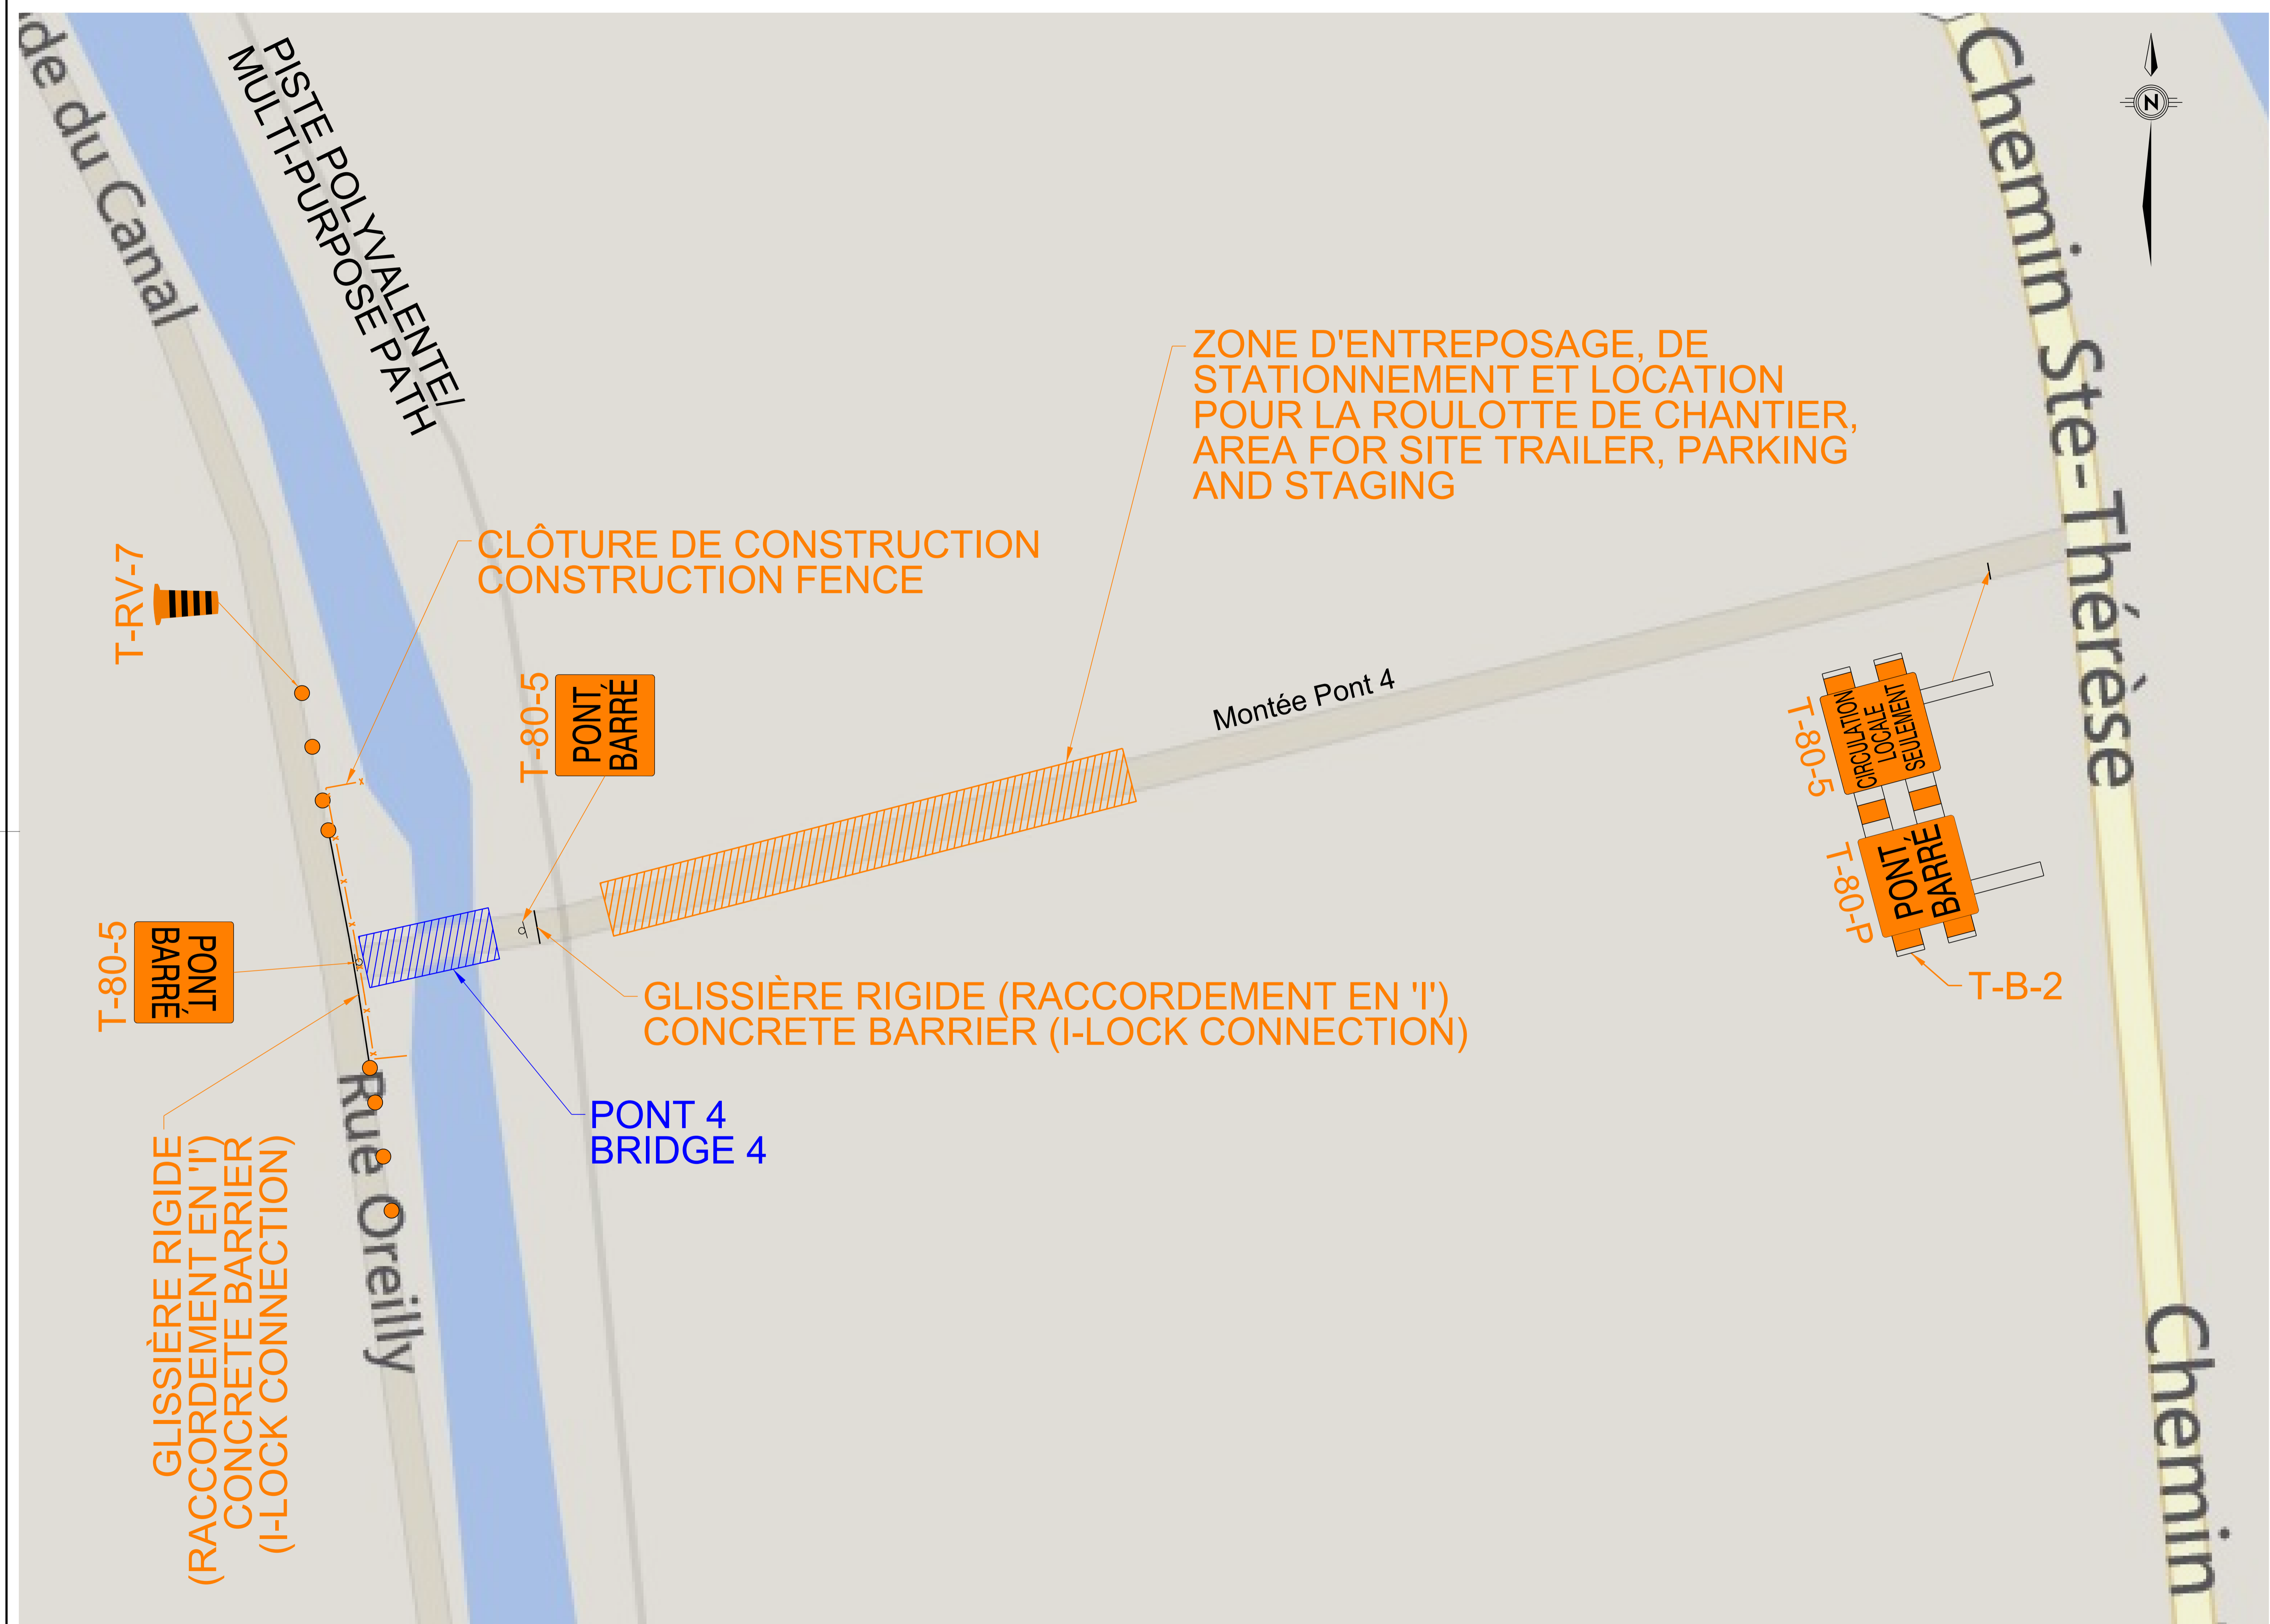 de du Canal
PISTE POLYVALENTE/
MULTI-PURPOSE PATH
Chemin Ste-Thérèse
N
ZONE D'ENTREPOSAGE, DE
STATIONNEMENT ET LOCATION
POUR LA ROULOTTE DE CHANTIER,
AREA FOR SITE TRAILER, PARKING
AND STAGING
CLÔTURE DE CONSTRUCTION
CONSTRUCTION FENCE
T-RV-7
T-80-5
PONT
BARRÉ
Montée Pont 4
T-80-5
CIRCULATION
LOCALE
SEULEMENT
T-80-P
PONT
BARRÉ
T-B-2
T-80-5
PONT
BARRÉ
GLISSIÈRE RIGIDE (RACCORDEMENT EN 'I')
CONCRETE BARRIER (I-LOCK CONNECTION)
PONT 4
BRIDGE 4
GLISSIÈRE RIGIDE
(RACCORDEMENT EN 'I')
CONCRETE BARRIER
(I-LOCK CONNECTION)
Rue Oreilly
Chemin